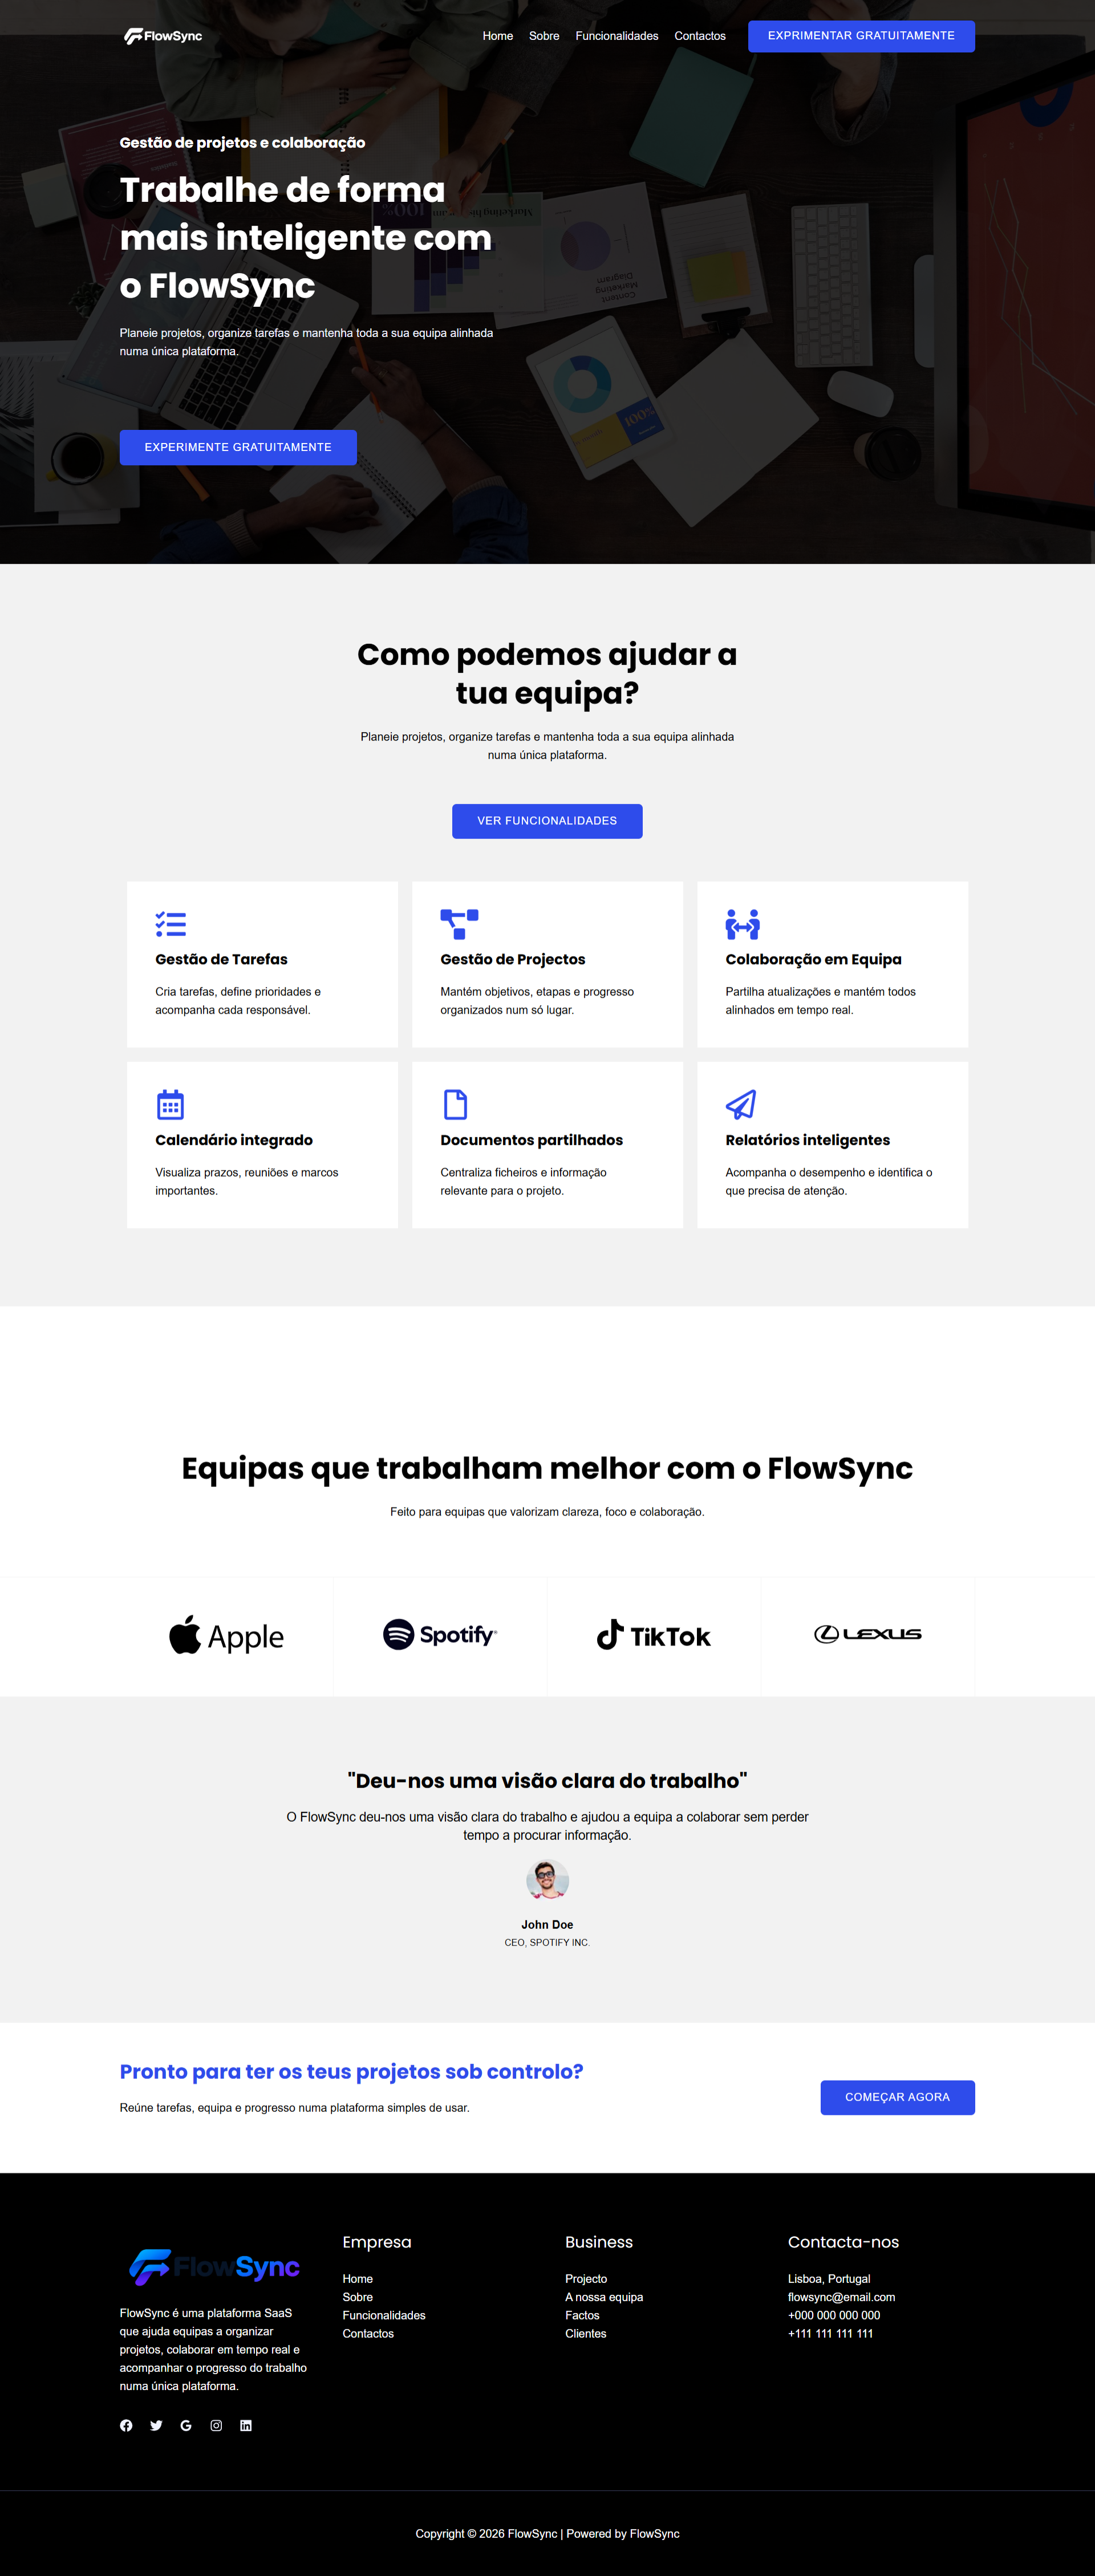 FlowSync
Home Sobre Funcionalidades Contactos EXPRIMENTAR GRATUITAMENTE
Gestão de projetos e colaboração
Trabalhe de forma
mais inteligente com
o FlowSync
Planeie projetos, organize tarefas e mantenha toda a sua equipa alinhada
numa única plataforma.
EXPERIMENTE GRATUITAMENTE
100%
Content
Marketing
Diagram
100%
Como podemos ajudar a
tua equipa?
Planeie projetos, organize tarefas e mantenha toda a sua equipa alinhada
numa única plataforma.
VER FUNCIONALIDADES
Gestão de Tarefas
Cria tarefas, define prioridades e
acompanha cada responsável.
Gestão de Projectos
Mantém objetivos, etapas e progresso
organizados num só lugar.
Colaboração em Equipa
Partilha atualizações e mantém todos
alinhados em tempo real.
Calendário integrado
Visualiza prazos, reuniões e marcos
importantes.
Documentos partilhados
Centraliza ficheiros e informação
relevante para o projeto.
Relatórios inteligentes
Acompanha o desempenho e identifica o
que precisa de atenção.
Equipas que trabalham melhor com o FlowSync
Feito para equipas que valorizam clareza, foco e colaboração.
Apple
Spotify®
TikTok
LEXUS
"Deu-nos uma visão clara do trabalho"
O FlowSync deu-nos uma visão clara do trabalho e ajudou a equipa a colaborar sem perder
tempo a procurar informação.
John Doe
CEO, SPOTIFY INC.
Pronto para ter os teus projetos sob controlo?
Reúne tarefas, equipa e progresso numa plataforma simples de usar.
COMEÇAR AGORA
FlowSync
FlowSync é uma plataforma SaaS
que ajuda equipas a organizar
projetos, colaborar em tempo real e
acompanhar o progresso do trabalho
numa única plataforma.
Empresa
Home
Sobre
Funcionalidades
Contactos
Business
Projecto
A nossa equipa
Factos
Clientes
Contacta-nos
Lisboa, Portugal
flowsync@email.com
+000 000 000 000
+111 111 111 111
Copyright © 2026 FlowSync | Powered by FlowSync